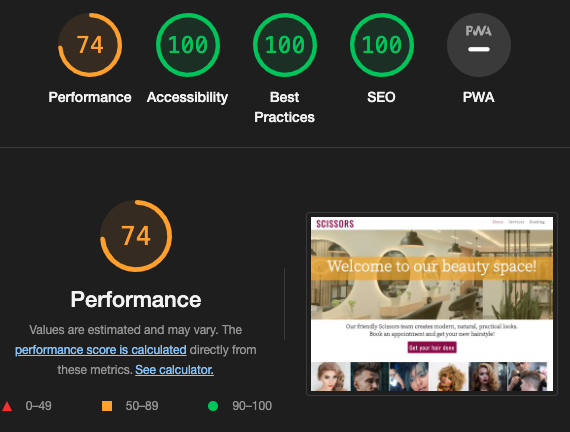 74
100
100
100
PWA
Performance
Accessibility
Best
Practices
SEO
PWA
74
Performance
Values are estimated and may vary. The
performance score is calculated directly from
these metrics. See calculator.
0–49
50–89
90–100
SCISSORS
Home Services Booking
Welcome to our beauty space!
Our friendly Scissors team creates modern, natural, practical looks.
Book an appointment and get your new hairstyle!
Get your hair done